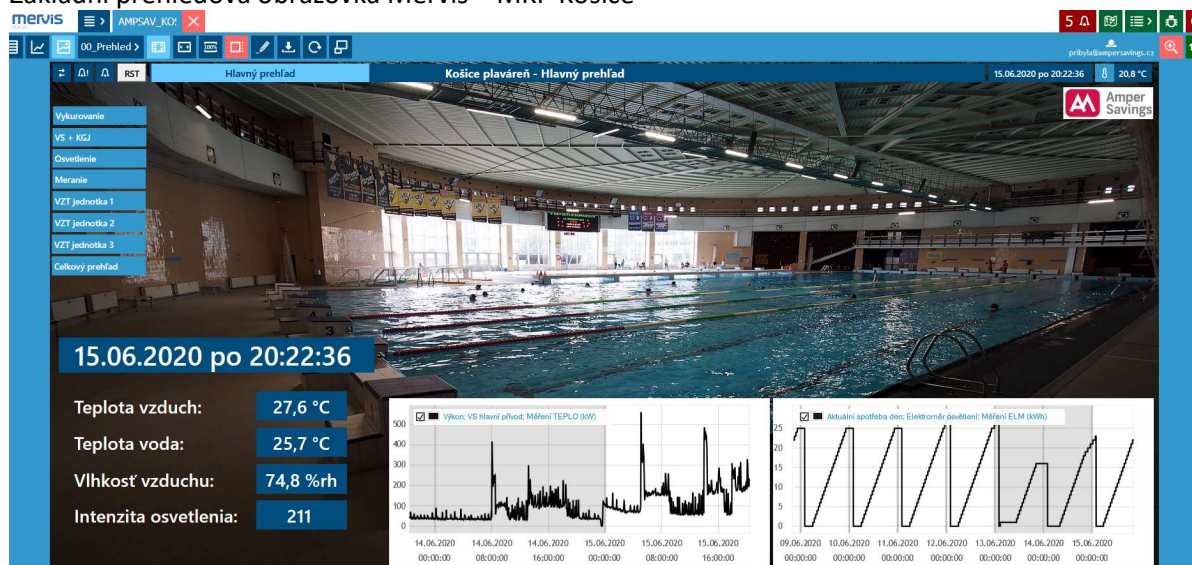 Základní přehledová obrazovka Mervis – MRP Košice
mervis
AMPSAV_KO:
5
00_Prehled
100%
pribyla@ampersavings.cz
RST
Hlavný prehľad
Košice plaváreň - Hlavný prehľad
15.06.2020 po 20:22:36
20,8 °C
Amper
Savings
Vykurovanie
VS + KGJ
Osvetlenie
Meranie
VZT jednotka 1
VZT jednotka 2
VZT jednotka 3
Celkový prehľad
3
15.06.2020 po 20:22:36
Teplota vzduch: 27,6 °C
Teplota voda: 25,7 °C
Vlhkosť vzduchu: 74,8 %rh
Intenzita osvetlenia: 211
Výkon; VS hlavní přívod; Měření TEPLO (kW)
500
400
300
200
100
0
14.06.2020 14.06.2020 14.06.2020 15.06.2020 15.06.2020 15.06.2020
00:00:00 08:00:00 16:00:00 00:00:00 08:00:00 16:00:00
Aktuální spotřeba den; Elektroměr osvětlení; Měření ELM (kWh)
25
20
15
10
5
0
09.06.2020 10.06.2020 11.06.2020 12.06.2020 13.06.2020 14.06.2020 15.06.2020
00:00:00 00:00:00 00:00:00 00:00:00 00:00:00 00:00:00 00:00:00